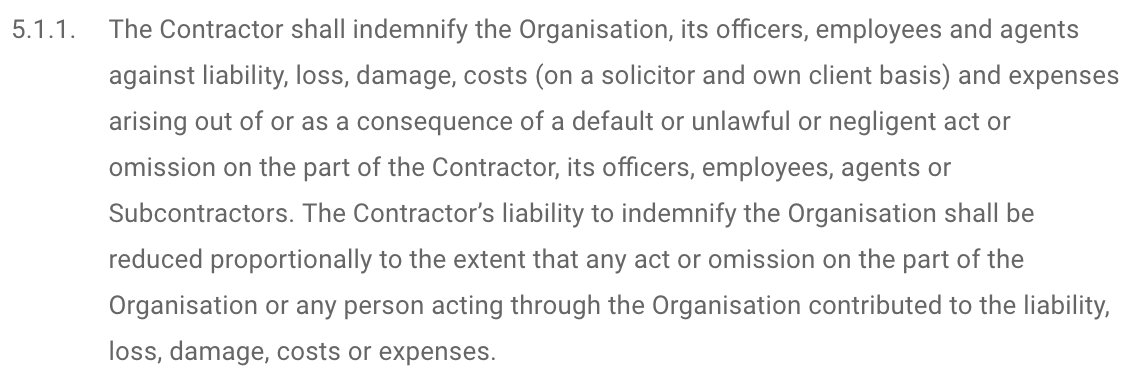 5.1.1. The Contractor shall indemnify the Organisation, its officers, employees and agents
against liability, loss, damage, costs (on a solicitor and own client basis) and expenses
arising out of or as a consequence of a default or unlawful or negligent act or
omission on the part of the Contractor, its officers, employees, agents or
Subcontractors. The Contractor’s liability to indemnify the Organisation shall be
reduced proportionally to the extent that any act or omission on the part of the
Organisation or any person acting through the Organisation contributed to the liability,
loss, damage, costs or expenses.